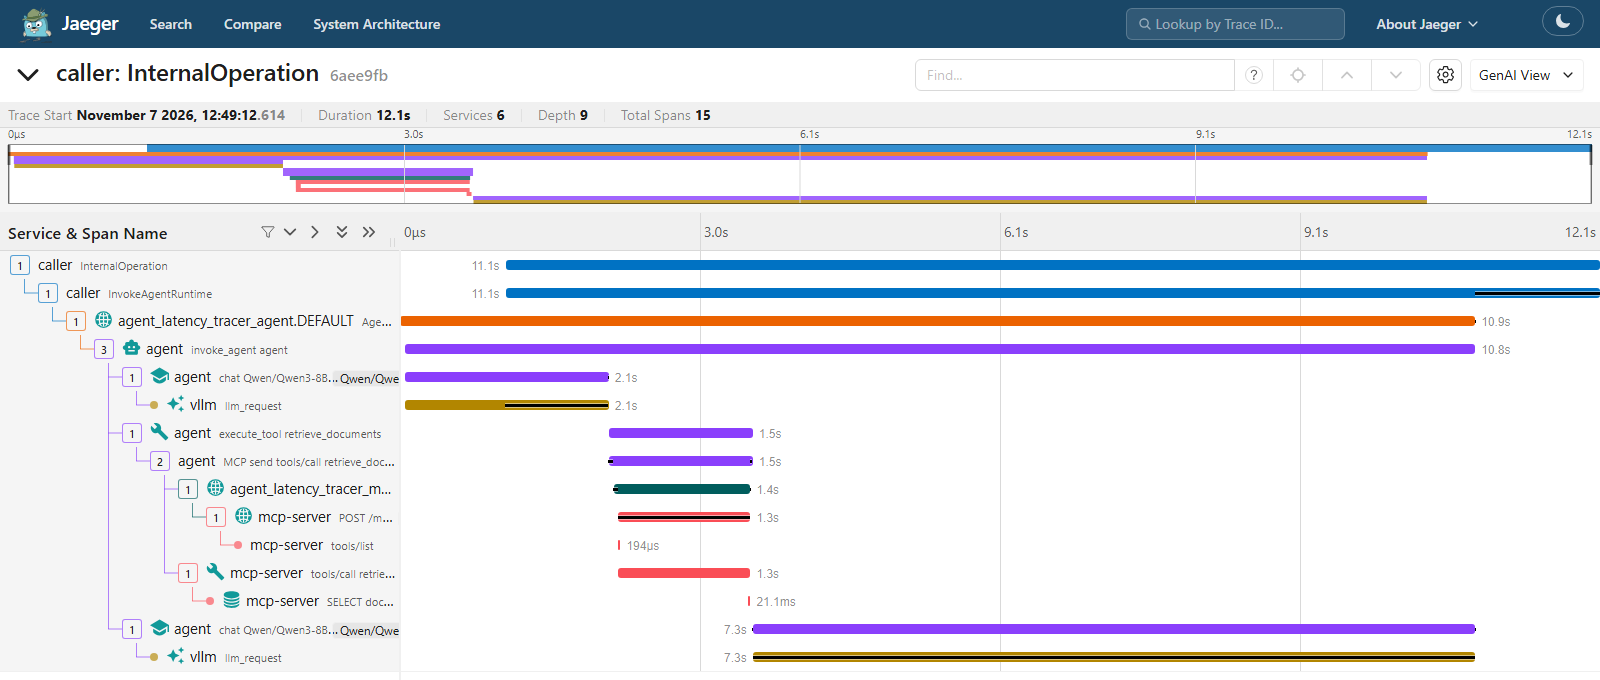 Jaeger Search Compare System Architecture Lookup by Trace ID... About Jaeger
caller: InternalOperation 6aee9fb Find... ? GenAI View
Trace Start November 7 2026, 12:49:12.614 Duration 12.1s Services 6 Depth 9 Total Spans 15
0μs 3.0s 6.1s 9.1s 12.1s
Service & Span Name 0μs 3.0s 6.1s 9.1s 12.1s
1 caller InternalOperation 11.1s
1 caller InvokeAgentRuntime 11.1s
1 agent_latency_tracer_agent.DEFAULT Age... 10.9s
3 agent invoke_agent agent 10.8s
1 agent chat Qwen/Qwen3-8B... Qwen/Qwe 2.1s
vllm llm_request 2.1s
1 agent execute_tool retrieve_documents 1.5s
2 agent MCP send tools/call retrieve_doc... 1.5s
1 agent_latency_tracer_m... 1.4s
1 mcp-server POST /m... 1.3s
mcp-server tools/list 194μs
1 mcp-server tools/call retrie... 1.3s
mcp-server SELECT doc... 21.1ms
1 agent chat Qwen/Qwen3-8B... Qwen/Qwe 7.3s
vllm llm_request 7.3s